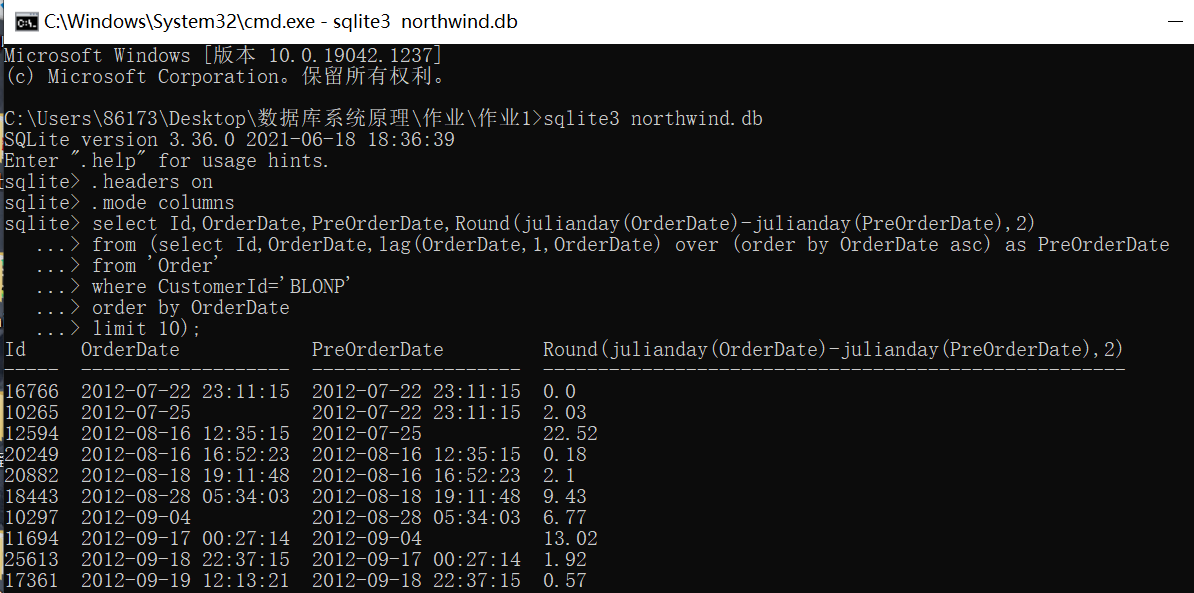 C:\Windows\System32\cmd.exe - sqlite3  northwind.db
Microsoft Windows [版本 10.0.19042.1237]
(c) Microsoft Corporation。保留所有权利。
C:\Users\86173\Desktop\数据库系统原理\作业\作业1>sqlite3 northwind.db
SQLite version 3.36.0 2021-06-18 18:36:39
Enter ".help" for usage hints.
sqlite> .headers on
sqlite> .mode columns
sqlite> select Id,OrderDate,PreOrderDate,Round(julianday(OrderDate)-julianday(PreOrderDate),2)
   ...> from (select Id,OrderDate,lag(OrderDate,1,OrderDate) over (order by OrderDate asc) as PreOrderDate
   ...> from 'Order'
   ...> where CustomerId='BLONP'
   ...> order by OrderDate
   ...> limit 10);
Id     OrderDate            PreOrderDate         Round(julianday(OrderDate)-julianday(PreOrderDate),2)
-----  -------------------  -------------------  -----------------------------------------------------
16766  2012-07-22 23:11:15  2012-07-22 23:11:15  0.0
10265  2012-07-25           2012-07-22 23:11:15  2.03
12594  2012-08-16 12:35:15  2012-07-25           22.52
20249  2012-08-16 16:52:23  2012-08-16 12:35:15  0.18
20882  2012-08-18 19:11:48  2012-08-16 16:52:23  2.1
18443  2012-08-28 05:34:03  2012-08-18 19:11:48  9.43
10297  2012-09-04           2012-08-28 05:34:03  6.77
11694  2012-09-17 00:27:14  2012-09-04           13.02
25613  2012-09-18 22:37:15  2012-09-17 00:27:14  1.92
17361  2012-09-19 12:13:21  2012-09-18 22:37:15  0.57